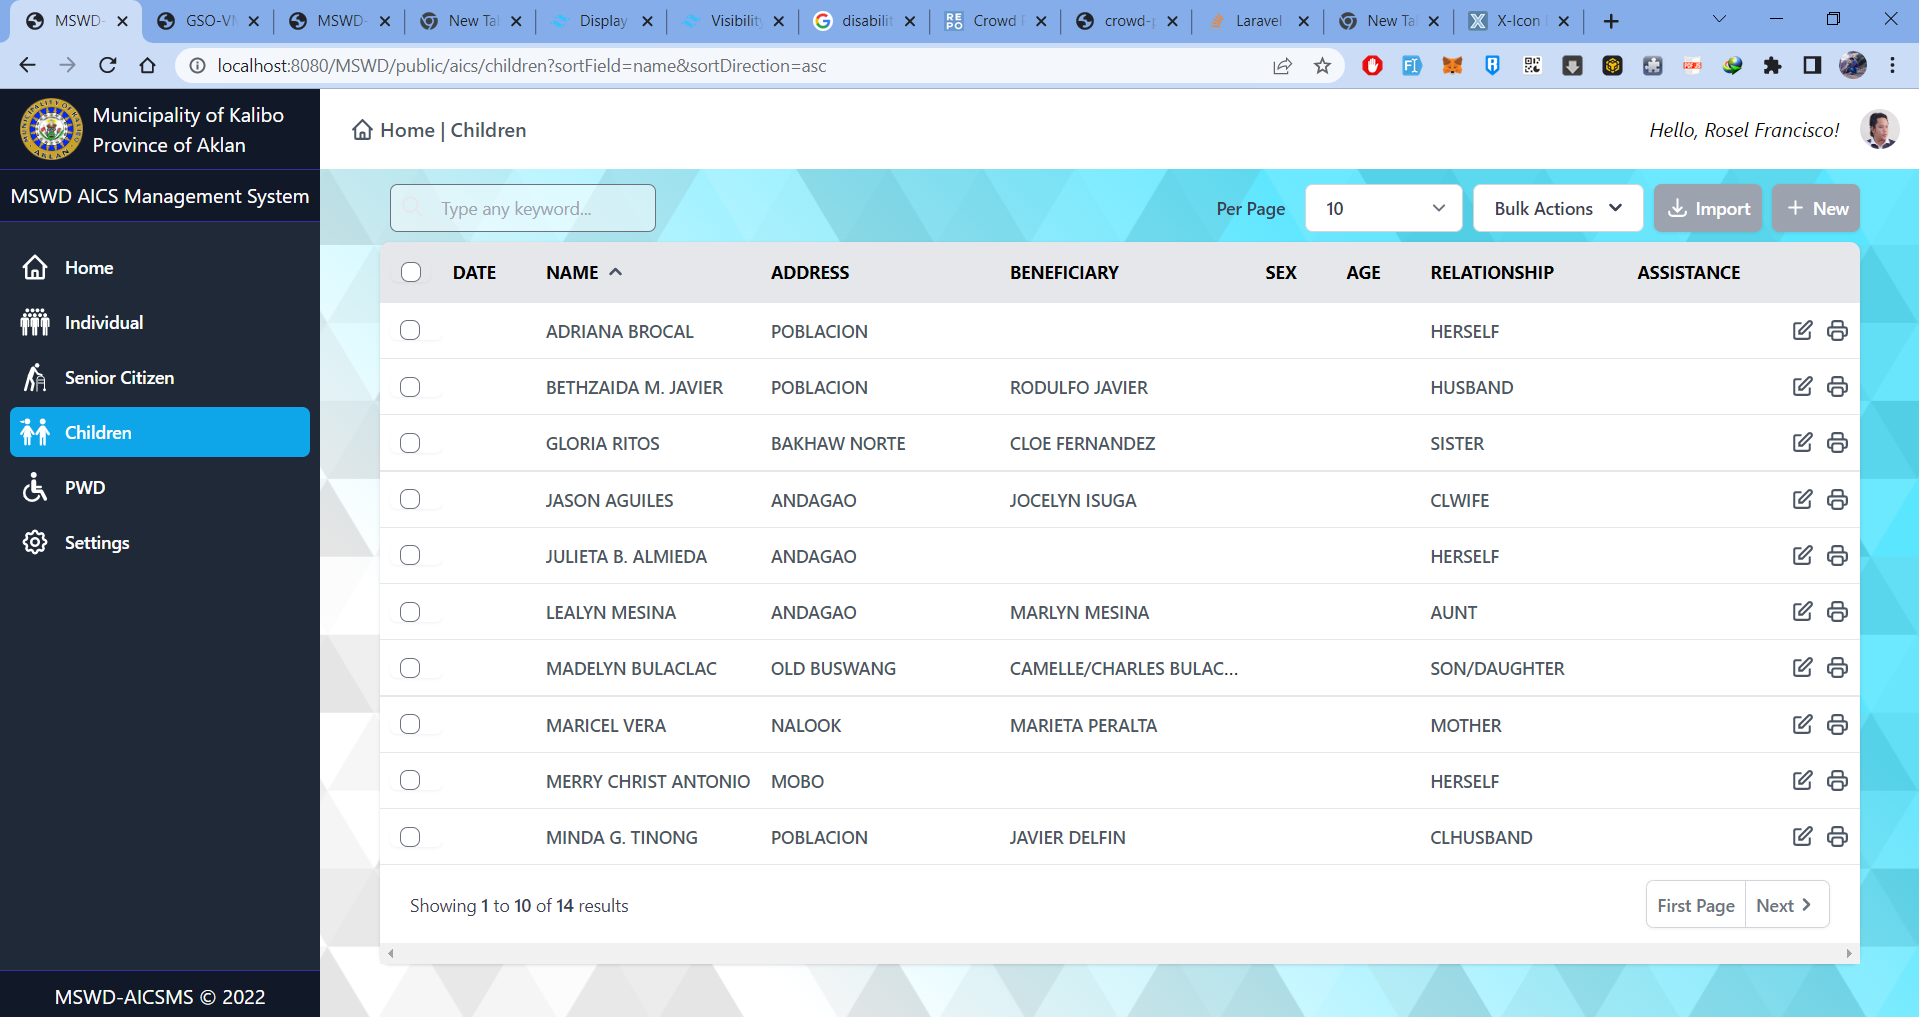 MSWD-
GSO-VM
MSWD-
New Tab
Display
Visibility
disabilit
Crowd
crowd-p
Laravel
New Tab
X-Icon
localhost:8080/MSWD/public/aics/children?sortField=name&sortDirection=asc
Municipality of Kalibo
Province of Aklan
Home | Children
Hello, Rosel Francisco!
MSWD AICS Management System
Home
Individual
Senior Citizen
Children
PWD
Settings
MSWD-AICSMS © 2022
Type any keyword...
Per Page 10 Bulk Actions Import + New
DATE NAME ADDRESS BENEFICIARY SEX AGE RELATIONSHIP ASSISTANCE
ADRIANA BROCAL POBLACION HERSELF
BETHZAIDA M. JAVIER POBLACION RODULFO JAVIER HUSBAND
GLORIA RITOS BAKHAW NORTE CLOE FERNANDEZ SISTER
JASON AGUILES ANDAGAO JOCELYN ISUGA CLWIFE
JULIETA B. ALMIEDA ANDAGAO HERSELF
LEALYN MESINA ANDAGAO MARLYN MESINA AUNT
MADELYN BULACLAC OLD BUSWANG CAMELLE/CHARLES BULAC... SON/DAUGHTER
MARICEL VERA NALOOK MARIETA PERALTA MOTHER
MERRY CHRIST ANTONIO MOBO HERSELF
MINDA G. TINONG POBLACION JAVIER DELFIN CLHUSBAND
Showing 1 to 10 of 14 results
First Page Next